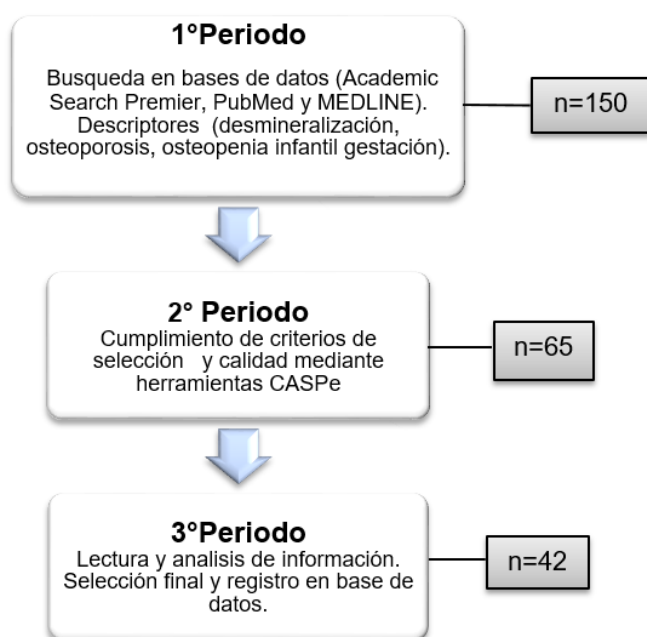 1°Periodo
Busqueda en bases de datos (Academic
Search Premier, PubMed y MEDLINE).
Descriptores (desmineralización,
osteoporosis, osteopenia infantil gestación).
n=150
2° Periodo
Cumplimiento de criterios de
selección y calidad mediante
herramientas CASPe
n=65
3°Periodo
Lectura y analisis de información.
Selección final y registro en base de
datos.
n=42